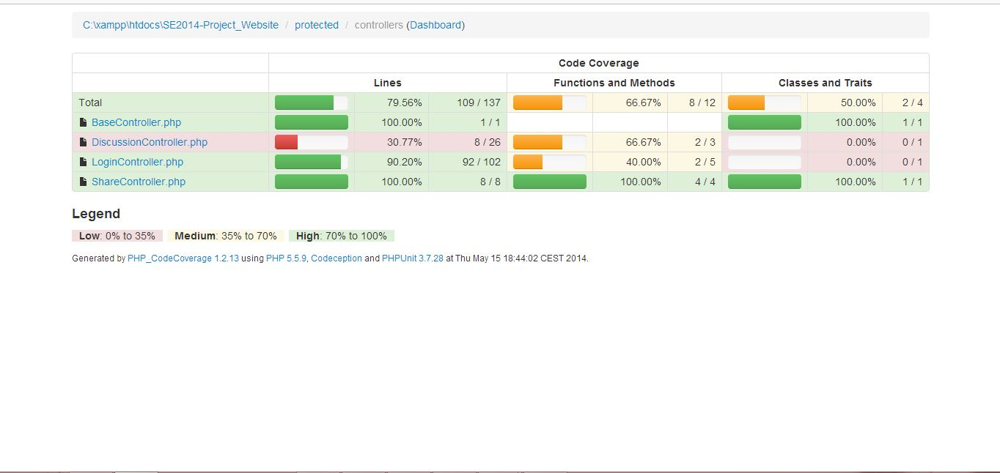 C:\xampp\htdocs\SE2014-Project_Website / protected / controllers (Dashboard)
Code Coverage
Lines Functions and Methods Classes and Traits
Total 79.56% 109 / 137 66.67% 8 / 12 50.00% 2 / 4
BaseController.php 100.00% 1 / 1 100.00% 1 / 1
DiscussionController.php 30.77% 8 / 26 66.67% 2 / 3 0.00% 0 / 1
LoginController.php 90.20% 92 / 102 40.00% 2 / 5 0.00% 0 / 1
ShareController.php 100.00% 8 / 8 100.00% 4 / 4 100.00% 1 / 1
Legend
Low: 0% to 35% Medium: 35% to 70% High: 70% to 100%
Generated by PHP_CodeCoverage 1.2.13 using PHP 5.5.9, Codeception and PHPUnit 3.7.28 at Thu May 15 18:44:02 CEST 2014.